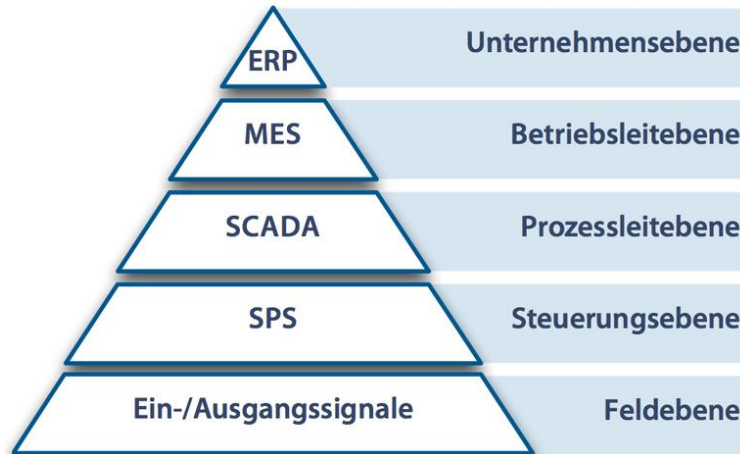 ERP Unternehmensebene
MES Betriebsleitebene
SCADA Prozessleitebene
SPS Steuerungsebene
Ein-/Ausgangssignale Feldebene